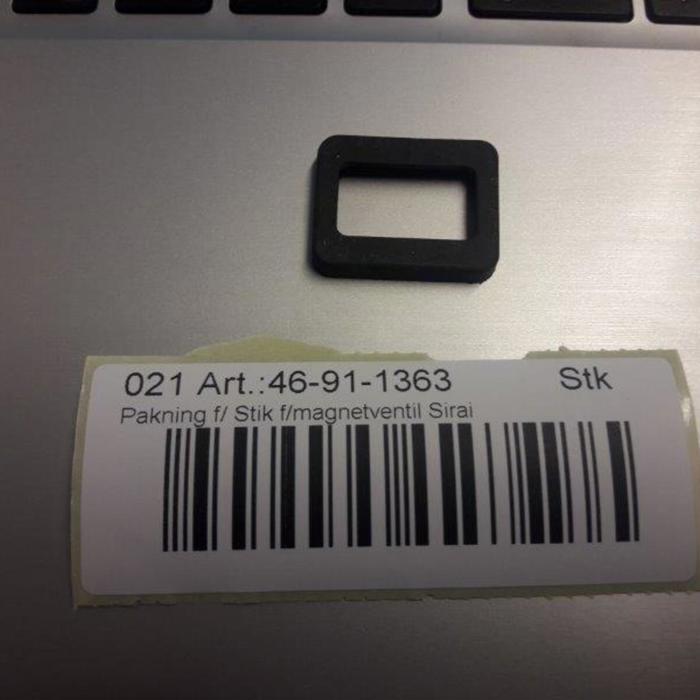 021 Art.:46-91-1363 Stk
Pakning f/ Stik f/magnetventil Sirai